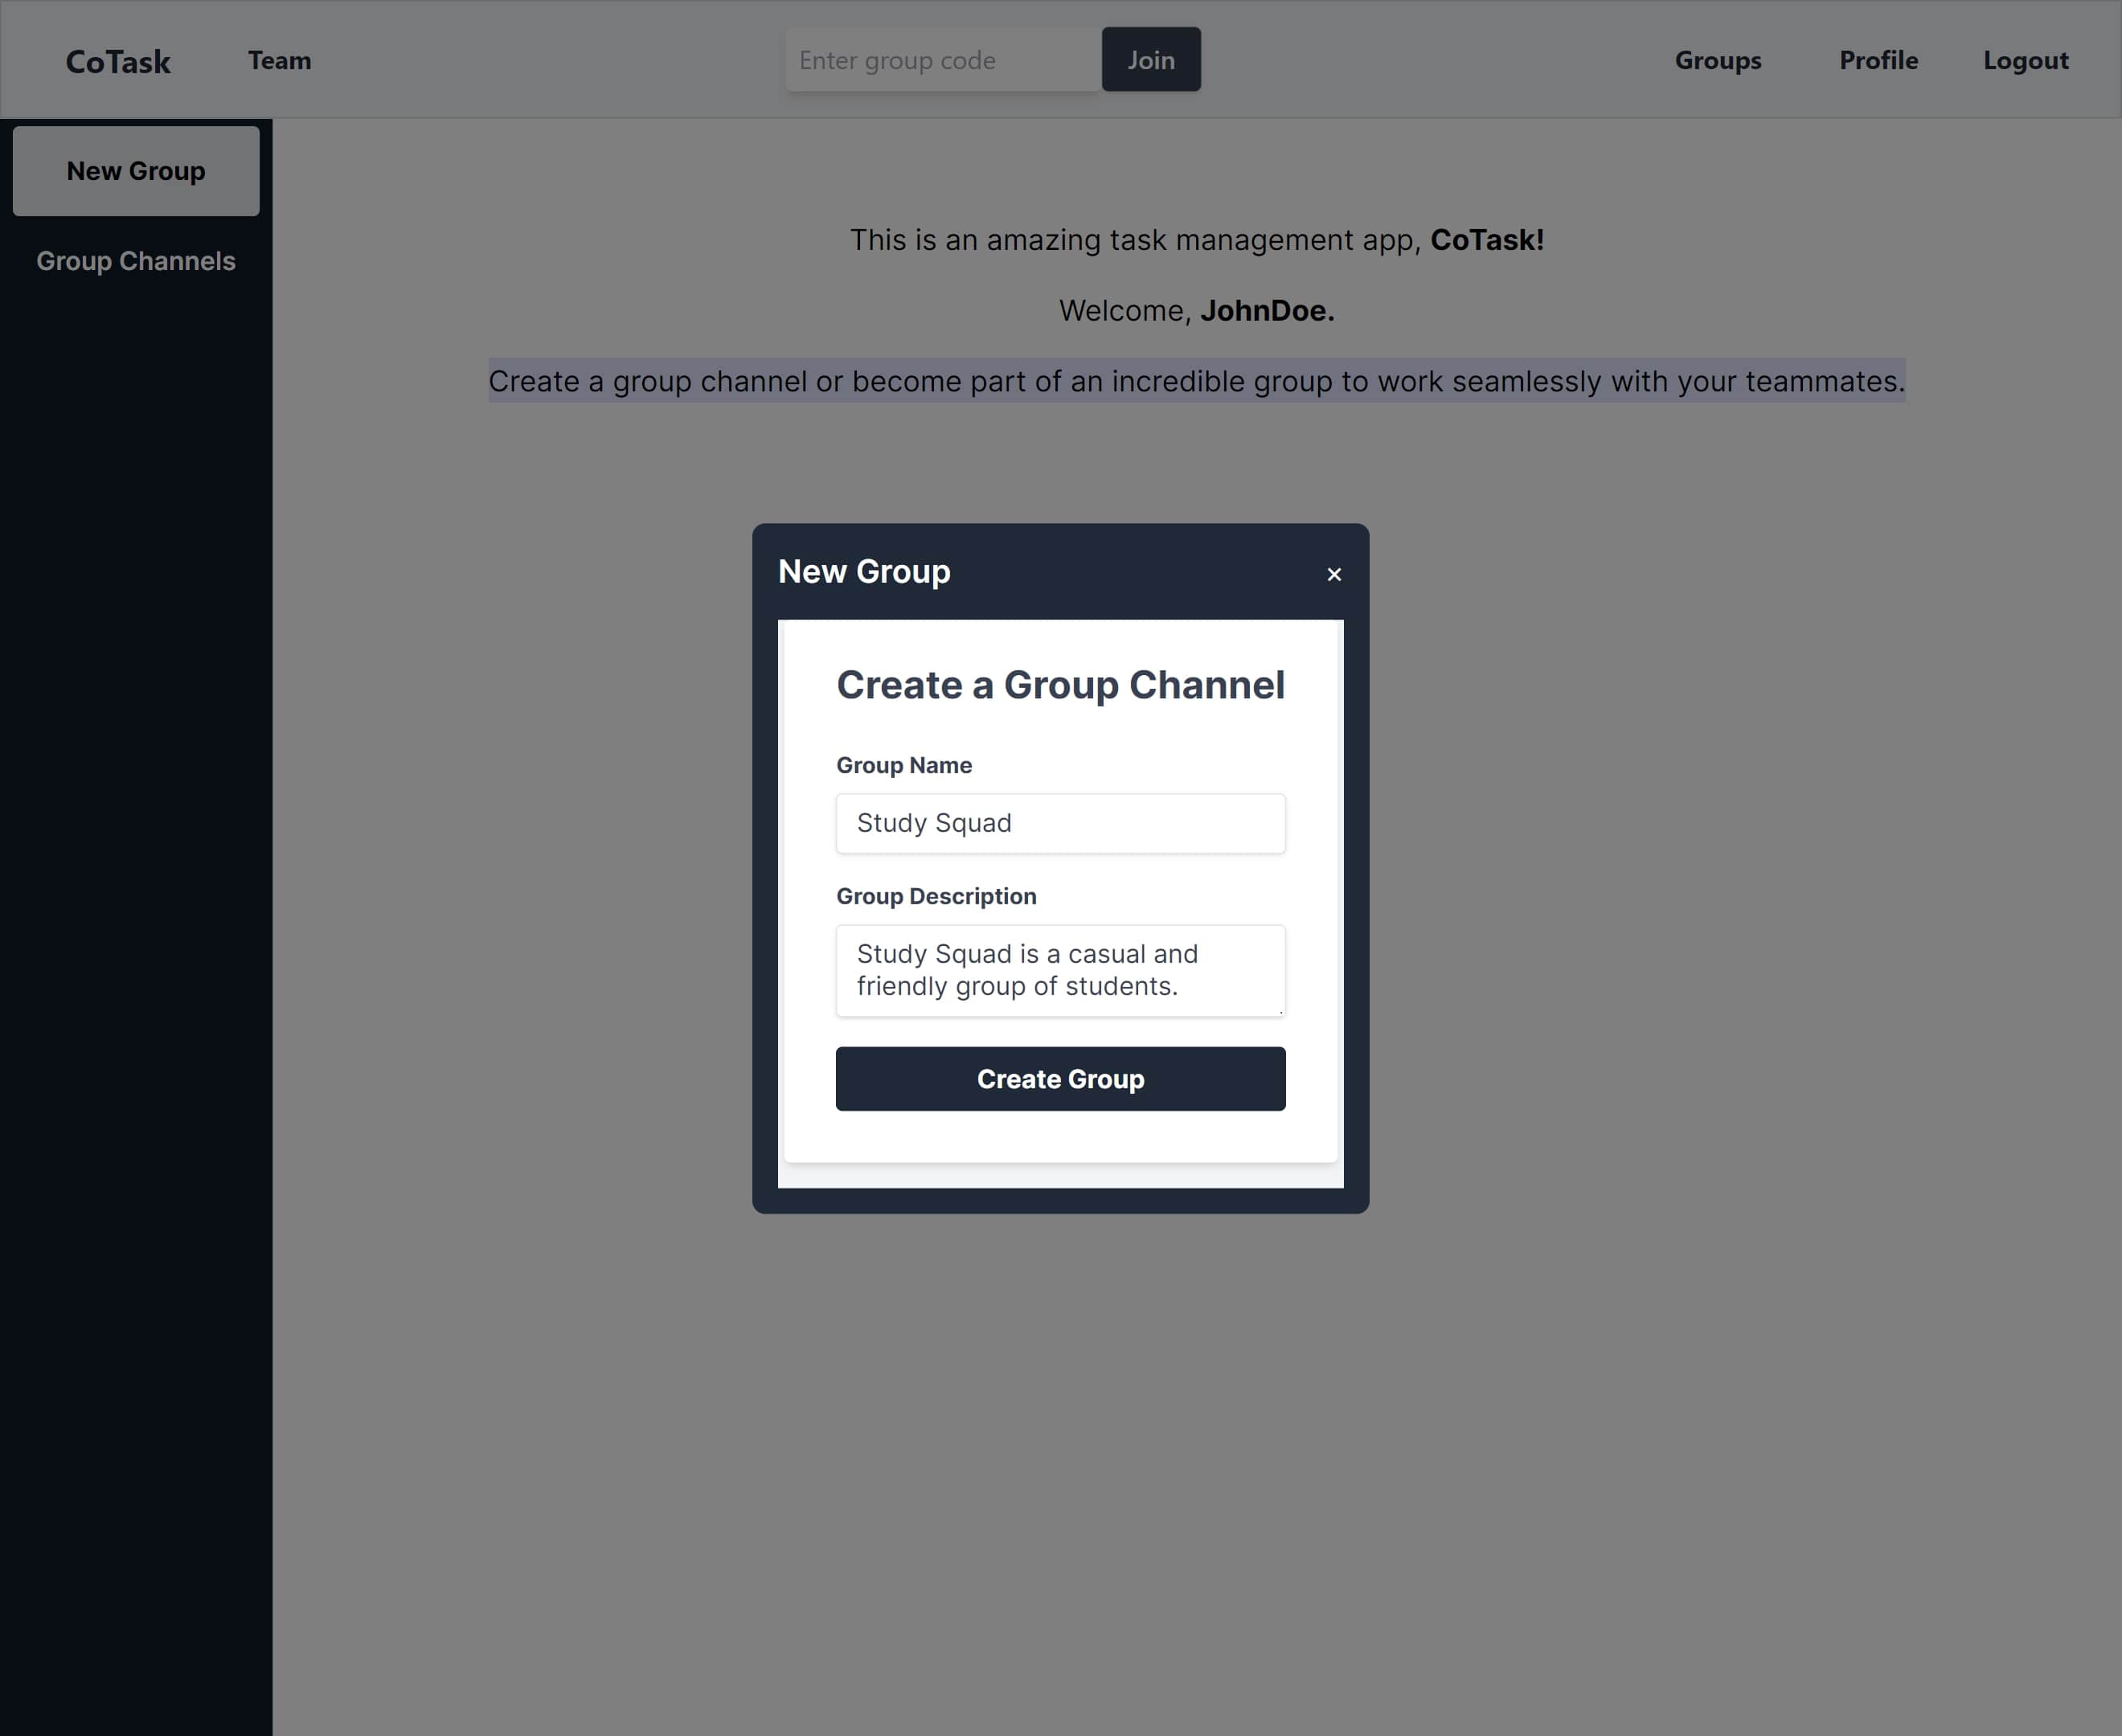 CoTask
Team
Enter group code
Join
Groups
Profile
Logout
New Group
Group Channels
This is an amazing task management app, CoTask!
Welcome, JohnDoe.
Create a group channel or become part of an incredible group to work seamlessly with your teammates.
New Group
×
Create a Group Channel
Group Name
Study Squad
Group Description
Study Squad is a casual and
friendly group of students.
Create Group